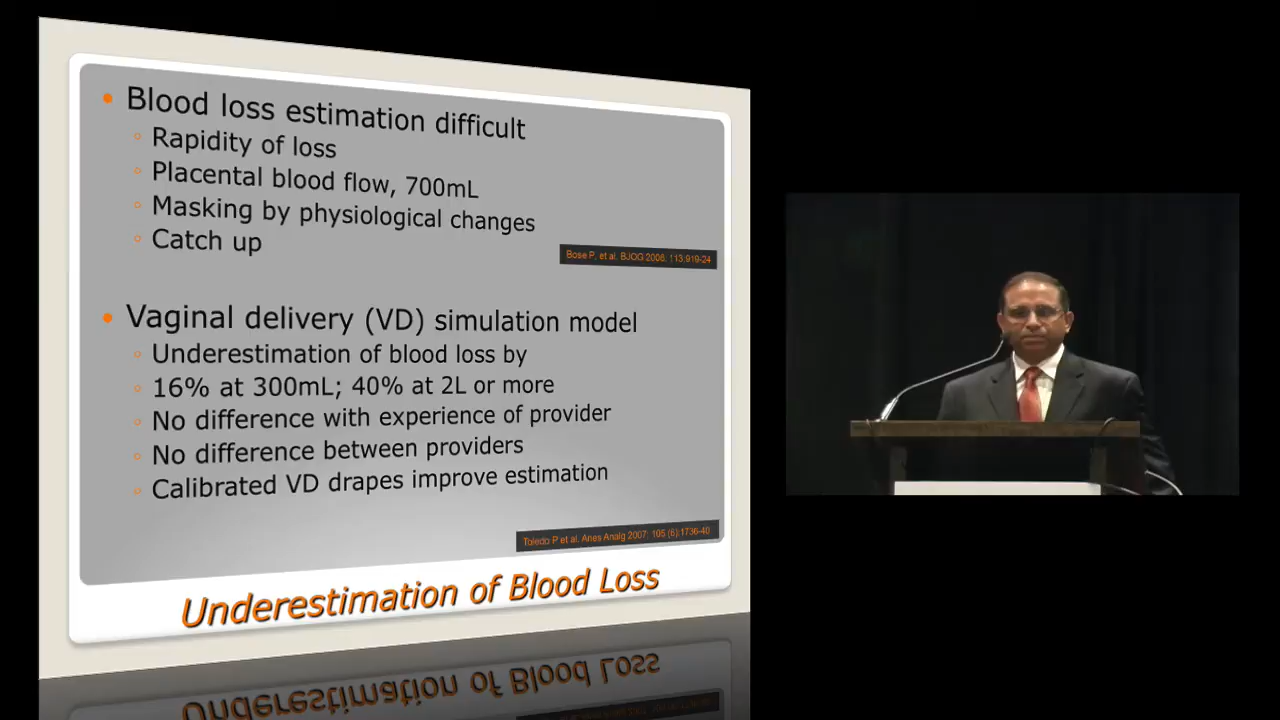 Blood loss estimation difficult
Rapidity of loss
Placental blood flow, 700mL
Masking by physiological changes
Catch up
Bose P, et al. BJOG 2006; 113:919-24
Vaginal delivery (VD) simulation model
Underestimation of blood loss by
16% at 300mL; 40% at 2L or more
No difference with experience of provider
No difference between providers
Calibrated VD drapes improve estimation
Toledo P et al. Anes Analg 2007; 105 (6):1736-40
Underestimation of Blood Loss